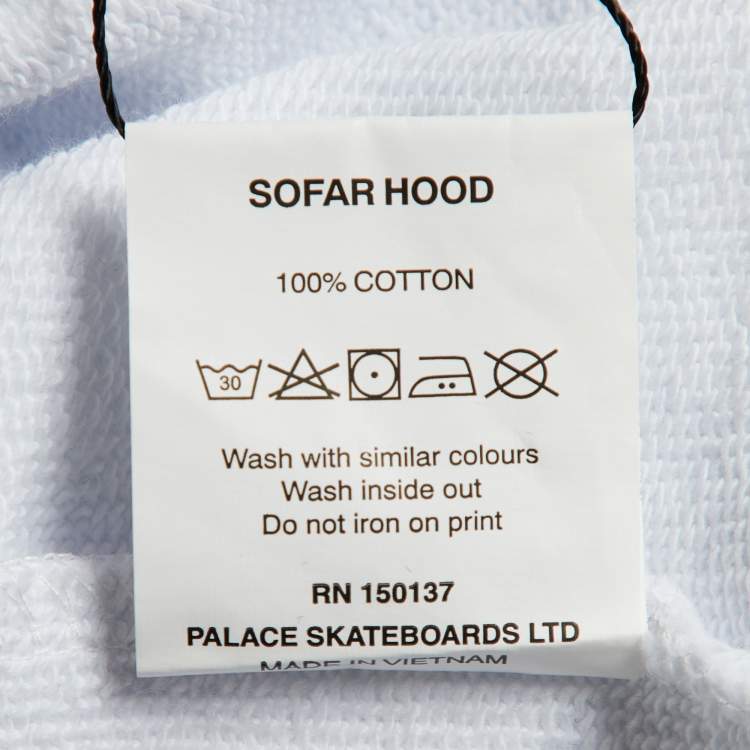 SOFAR HOOD
100% COTTON
30
Wash with similar colours
Wash inside out
Do not iron on print
RN 150137
PALACE SKATEBOARDS LTD
MADE IN VIETNAM